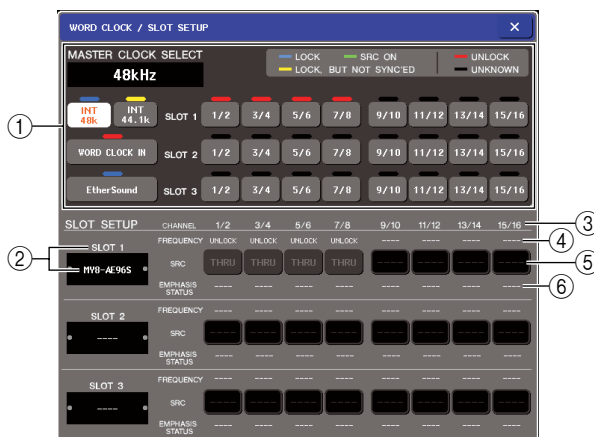 WORD CLOCK / SLOT SETUP ×
MASTER CLOCK SELECT
48kHz
LOCK SRC ON UNLOCK
LOCK, BUT NOT SYNC'ED UNKNOWN
INT 48k INT 44.1k SLOT 1 1/2 3/4 5/6 7/8 9/10 11/12 13/14 15/16
WORD CLOCK IN SLOT 2 1/2 3/4 5/6 7/8 9/10 11/12 13/14 15/16
EtherSound SLOT 3 1/2 3/4 5/6 7/8 9/10 11/12 13/14 15/16
1
SLOT SETUP CHANNEL 1/2 3/4 5/6 7/8 9/10 11/12 13/14 15/16 3
SLOT 1 FREQUENCY UNLOCK UNLOCK UNLOCK UNLOCK ---- ---- ---- ---- 4
2 MY8-AE96S SRC THRU THRU THRU THRU ---- ---- ---- ---- 5
EMPHASIS STATUS ---- ---- ---- ---- ---- ---- ---- ---- 6
SLOT 2 FREQUENCY ---- ---- ---- ---- ---- ---- ---- ----
---- SRC ---- ---- ---- ---- ---- ---- ---- ----
EMPHASIS STATUS ---- ---- ---- ---- ---- ---- ---- ----
SLOT 3 FREQUENCY ---- ---- ---- ---- ---- ---- ---- ----
---- SRC ---- ---- ---- ---- ---- ---- ---- ----
EMPHASIS STATUS ---- ---- ---- ---- ---- ---- ---- ----